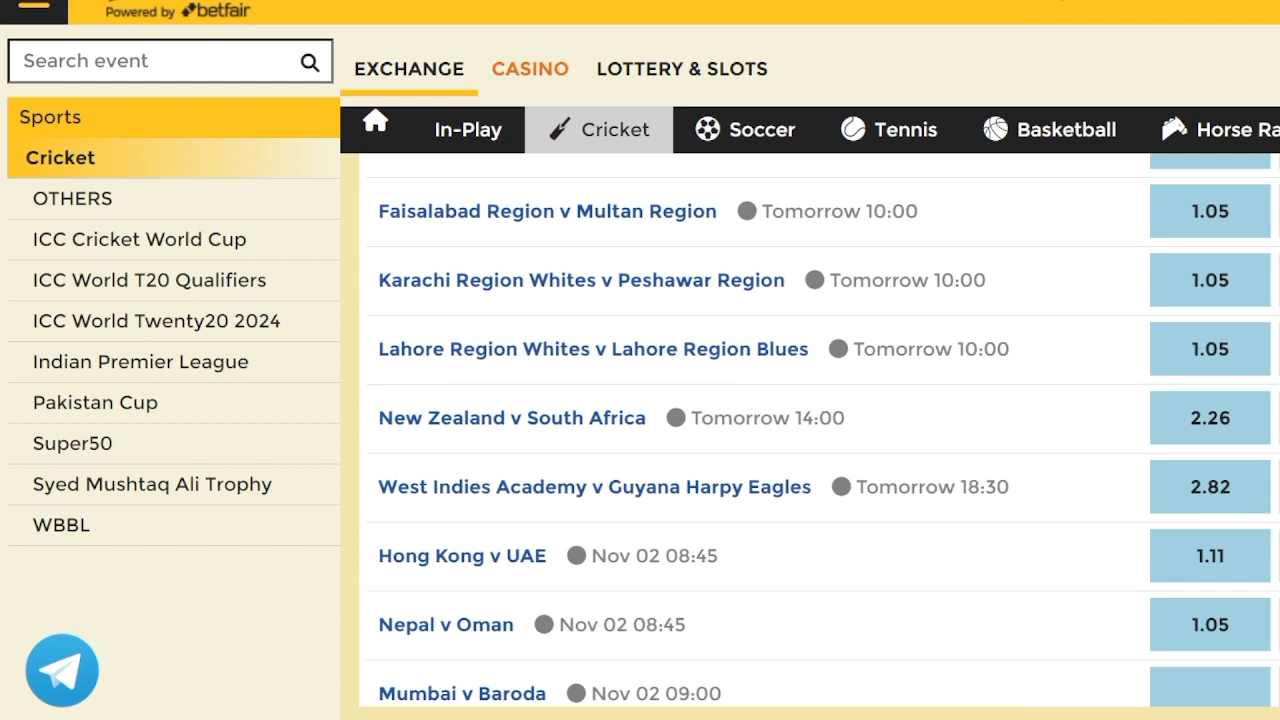 Powered by betfair
Search event
EXCHANGE CASINO LOTTERY & SLOTS
Sports
In-Play Cricket Soccer Tennis Basketball Horse Ra
Cricket
OTHERS
ICC Cricket World Cup
ICC World T20 Qualifiers
ICC World Twenty20 2024
Indian Premier League
Pakistan Cup
Super50
Syed Mushtaq Ali Trophy
WBBL
Faisalabad Region v Multan Region Tomorrow 10:00 1.05
Karachi Region Whites v Peshawar Region Tomorrow 10:00 1.05
Lahore Region Whites v Lahore Region Blues Tomorrow 10:00 1.05
New Zealand v South Africa Tomorrow 14:00 2.26
West Indies Academy v Guyana Harpy Eagles Tomorrow 18:30 2.82
Hong Kong v UAE Nov 02 08:45 1.11
Nepal v Oman Nov 02 08:45 1.05
Mumbai v Baroda Nov 02 09:00